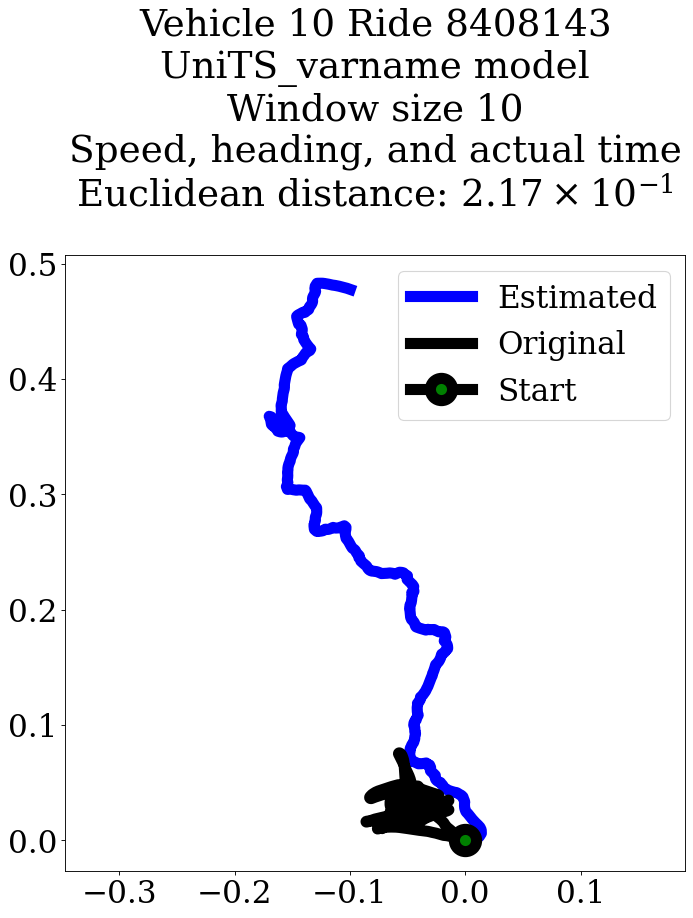 Vehicle 10 Ride 8408143
UniTS_varname model
Window size 10
Speed, heading, and actual time
Euclidean distance: 2.17 × 10⁻¹
Estimated
Original
Start
0.5
0.4
0.3
0.2
0.1
0.0
−0.3 −0.2 −0.1 0.0 0.1